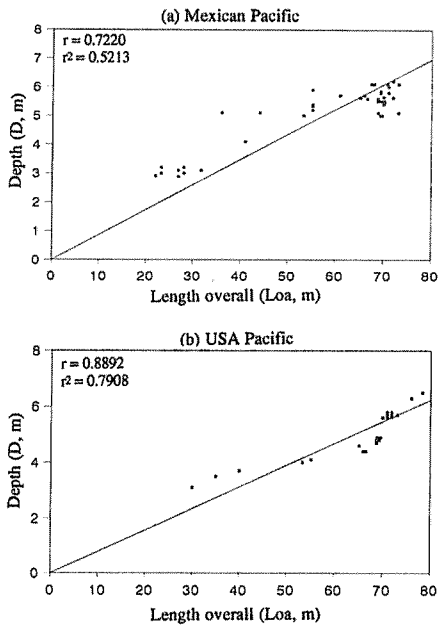 (a) Mexican Pacific
r = 0.7220
r2 = 0.5213
Depth (D, m)
8
7
6
5
4
3
2
1
0
0 10 20 30 40 50 60 70 80
Length overall (Loa, m)
(b) USA Pacific
r = 0.8892
r2 = 0.7908
Depth (D, m)
8
6
4
2
0
0 10 20 30 40 50 60 70 80
Length overall (Loa, m)